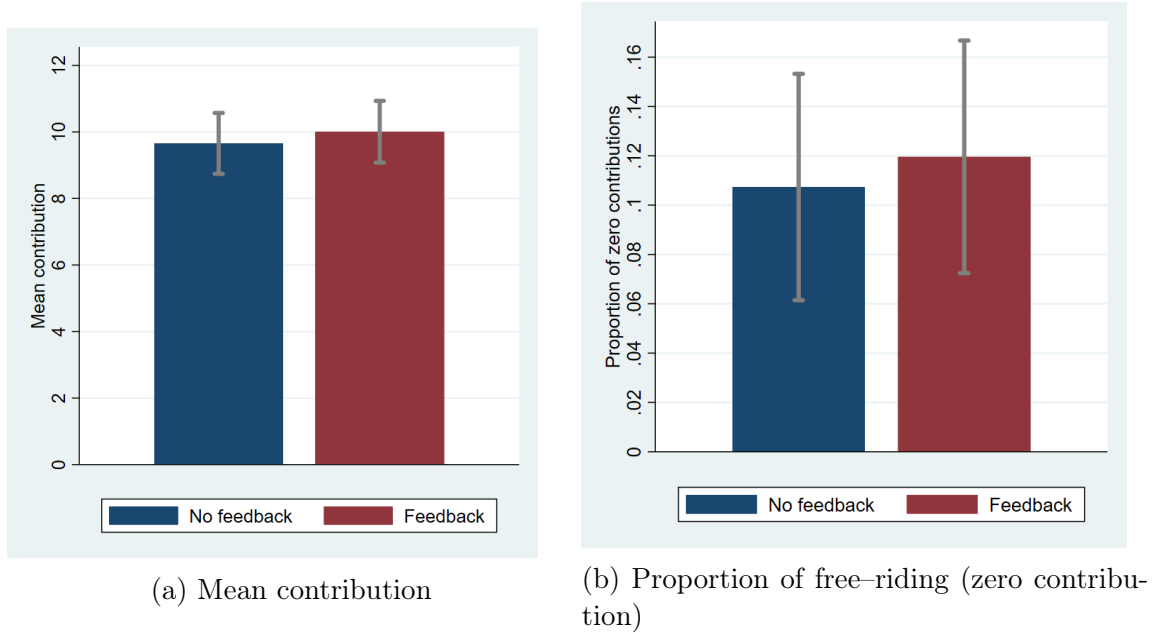 Mean contribution
12
10
8
6
4
2
0
No feedback
Feedback
(a) Mean contribution
Proportion of zero contributions
.16
.14
.12
.1
.08
.06
.04
.02
0
No feedback
Feedback
(b) Proportion of free–riding (zero contribu-
tion)